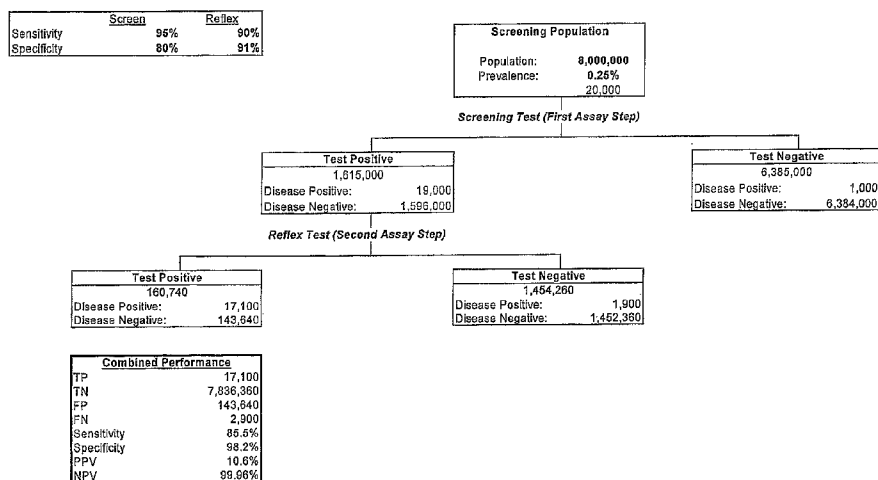 Screen Reflex
Sensitivity 95% 90%
Specificity 80% 91%
Screening Population
Population: 8,000,000
Prevalence: 0.25%
20,000
Screening Test (First Assay Step)
Test Positive
1,615,000
Disease Positive: 19,000
Disease Negative: 1,596,000
Test Negative
6,385,000
Disease Positive: 1,000
Disease Negative: 6,384,000
Reflex Test (Second Assay Step)
Test Positive
160,740
Disease Positive: 17,100
Disease Negative: 143,640
Test Negative
1,454,260
Disease Positive: 1,900
Disease Negative: 1,452,360
Combined Performance
TP 17,100
TN 7,836,360
FP 143,640
FN 2,900
Sensitivity 85.5%
Specificity 98.2%
PPV 10.6%
NPV 99.96%